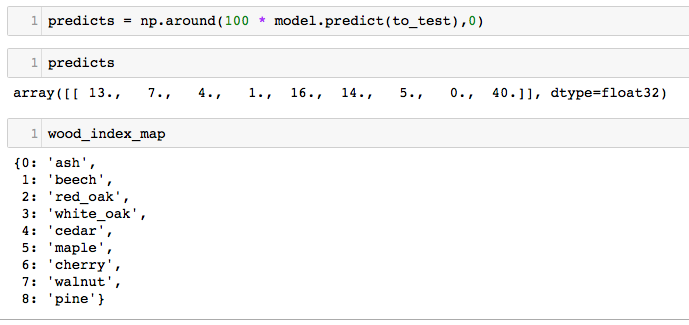 1 predicts = np.around(100 * model.predict(to_test),0)
1 predicts
array([[ 13.,   7.,   4.,   1.,  16.,  14.,   5.,   0.,  40.]], dtype=float32)
1 wood_index_map
{0: 'ash',
1: 'beech',
2: 'red_oak',
3: 'white_oak',
4: 'cedar',
5: 'maple',
6: 'cherry',
7: 'walnut',
8: 'pine'}